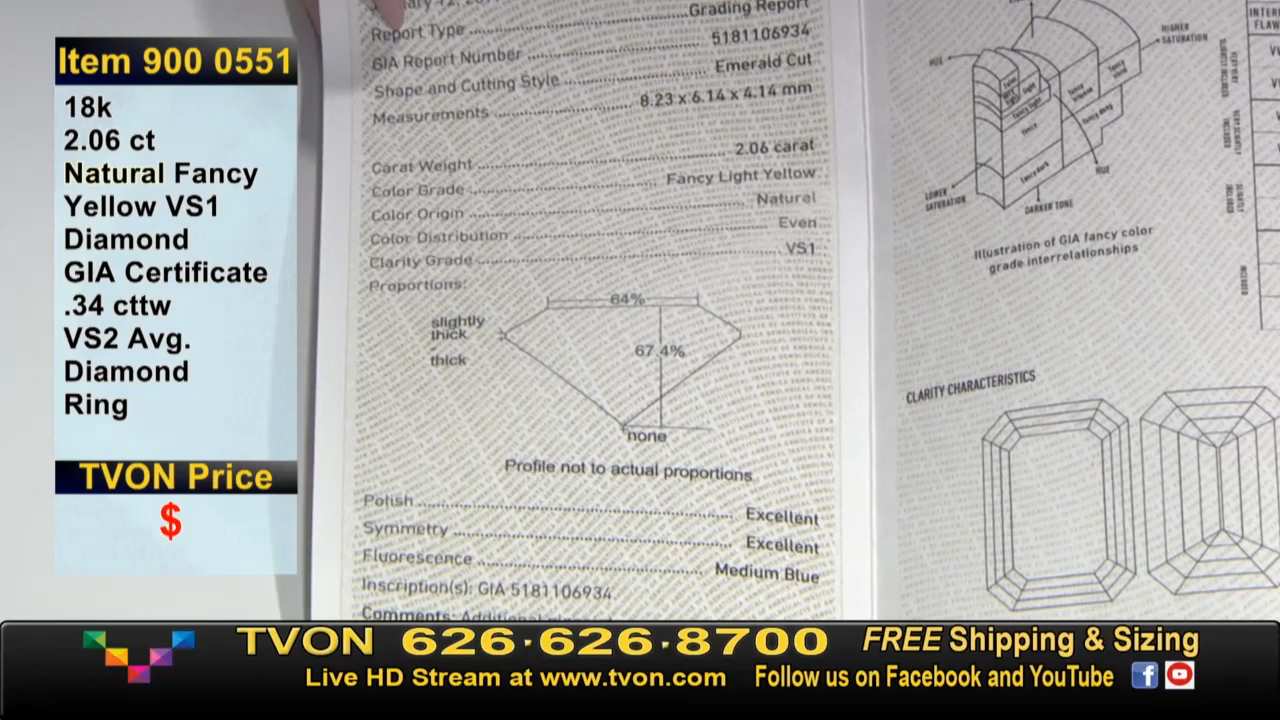 Item 900 0551
18k
2.06 ct
Natural Fancy
Yellow VS1
Diamond
GIA Certificate
.34 cttw
VS2 Avg.
Diamond
Ring
TVON Price
$
Report Type Grading Report
GIA Report Number 5181106934
Shape and Cutting Style Emerald Cut
Measurements 8.23 x 6.14 x 4.14 mm
Carat Weight 2.06 carat
Color Grade Fancy Light Yellow
Color Origin Natural
Color Distribution Even
Clarity Grade VS1
Proportions:
64%
slightly
thick
67.4%
thick
none
Profile not to actual proportions
Polish Excellent
Symmetry Excellent
Fluorescence Medium Blue
Inscription(s): GIA 5181106934
Comments:
HUE
HIGHER
SATURATION
LOWER
SATURATION
HUE
DARKER TONE
Illustration of GIA fancy color
grade interrelationships
CLARITY CHARACTERISTICS
TVON 626·626·8700 FREE Shipping & Sizing
Live HD Stream at www.tvon.com Follow us on Facebook and YouTube